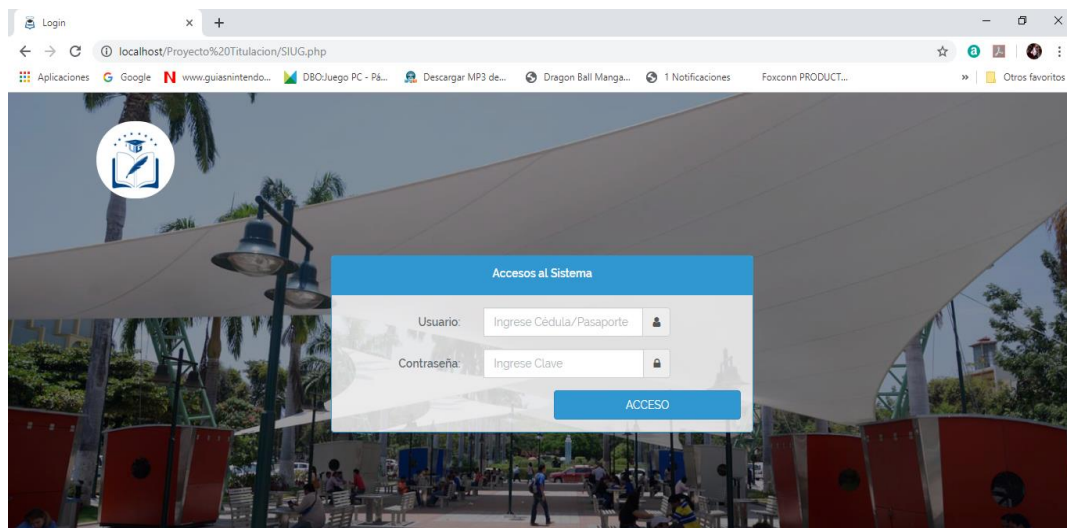 Login
localhost/Proyecto%20Titulacion/SIUG.php
Aplicaciones
Google
www.guiasnintendo...
DBO:Juego PC - Pá...
Descargar MP3 de...
Dragon Ball Manga...
1 Notificaciones
Foxconn PRODUCT...
»
Otros favoritos
Accesos al Sistema
Usuario:
Ingrese Cédula/Pasaporte
Contraseña:
Ingrese Clave
ACCESO